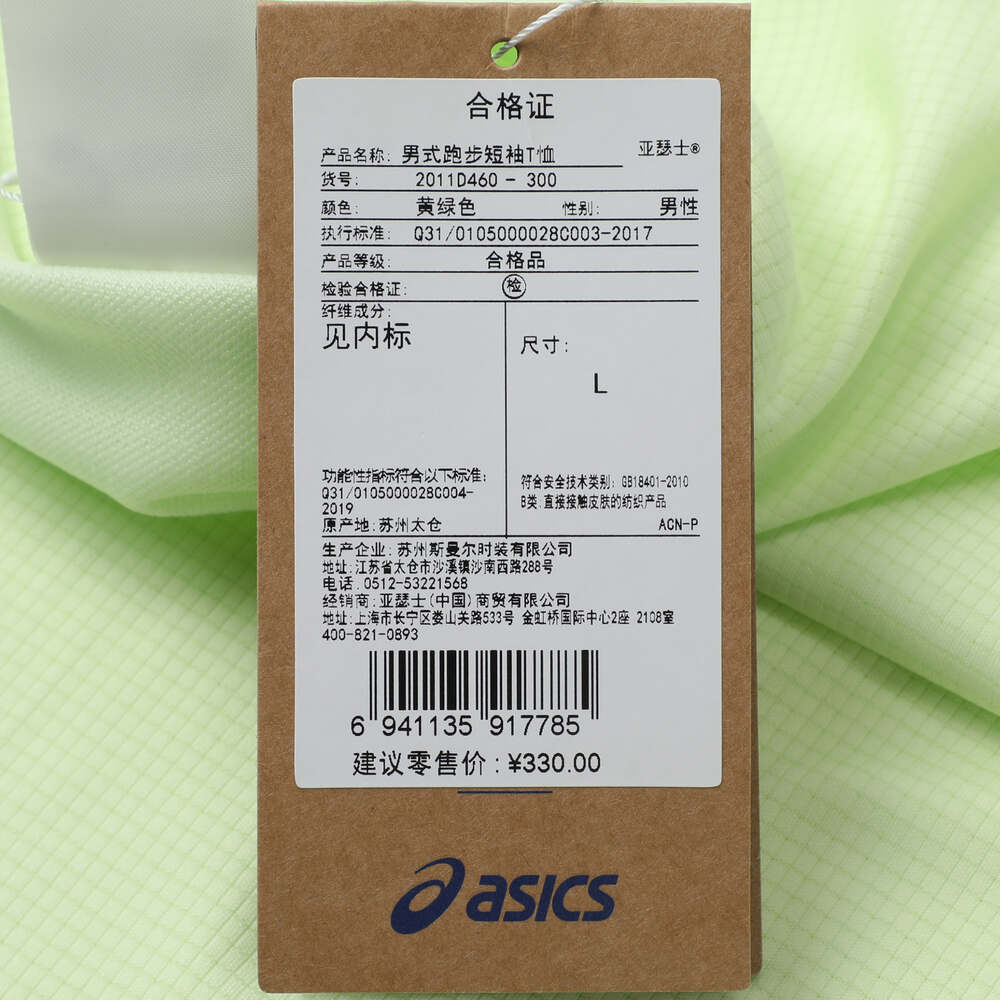 合格证
产品名称: 男式跑步短袖T恤 亚瑟士®
货号: 2011D460 - 300
颜色: 黄绿色 性别: 男性
执行标准: Q31/0105000028C003-2017
产品等级: 合格品
检验合格证: 检
纤维成分:
见内标
尺寸:
L
功能性指标符合以下标准:
Q31/0105000028C004-
2019
原产地:苏州太仓
符合安全技术类别: GB18401-2010
B类.直接接触皮肤的纺织产品
ACN-P
生产企业: 苏州斯曼尔时装有限公司
地址:江苏省太仓市沙溪镇沙南西路288号
电话.0512-53221568
经销商:亚瑟士(中国)商贸有限公司
地址:上海市长宁区娄山关路533号 金虹桥国际中心2座 2108室
400-821-0893
6 941135 917785
建议零售价:¥330.00
asics